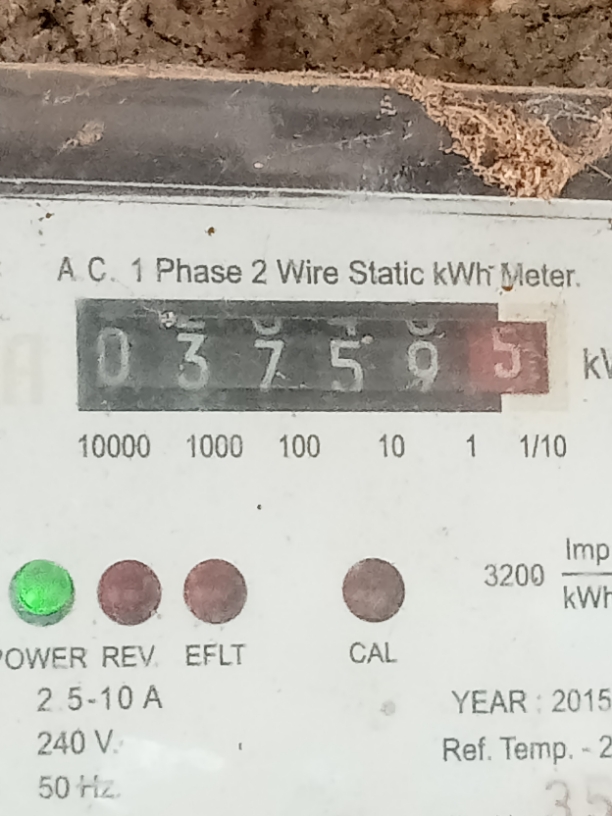 A C. 1 Phase 2 Wire Static kWh Meter.
0 3 7 5 9 5
10000 1000 100 10 1 1/10
3200 Imp
kWh
POWER REV. EFLT CAL
2.5-10 A
YEAR : 2015
240 V.
Ref. Temp. - 2
50 Hz.
35